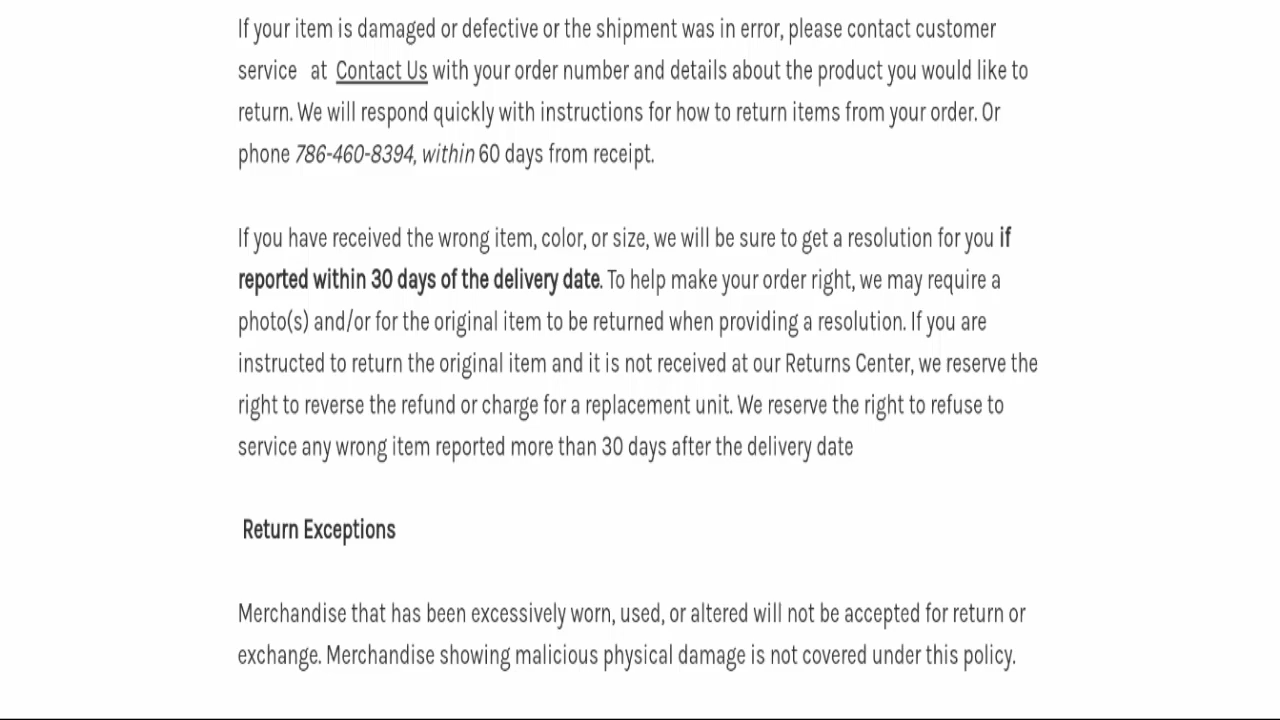 If your item is damaged or defective or the shipment was in error, please contact customer
service at Contact Us with your order number and details about the product you would like to
return. We will respond quickly with instructions for how to return items from your order. Or
phone 786-460-8394, within 60 days from receipt.
If you have received the wrong item, color, or size, we will be sure to get a resolution for you if
reported within 30 days of the delivery date. To help make your order right, we may require a
photo(s) and/or for the original item to be returned when providing a resolution. If you are
instructed to return the original item and it is not received at our Returns Center, we reserve the
right to reverse the refund or charge for a replacement unit. We reserve the right to refuse to
service any wrong item reported more than 30 days after the delivery date
Return Exceptions
Merchandise that has been excessively worn, used, or altered will not be accepted for return or
exchange. Merchandise showing malicious physical damage is not covered under this policy.